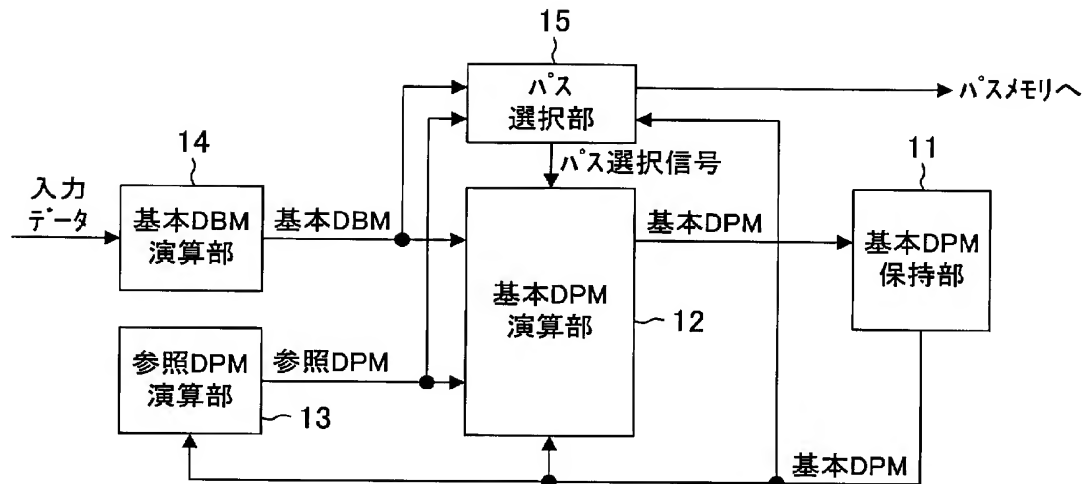 15
パス
選択部
パスメモリへ
パス選択信号
14
入力
データ
基本DBM
演算部
基本DBM
11
基本DPM
基本DPM
保持部
基本DPM
演算部
12
参照DPM
演算部
参照DPM
13
基本DPM